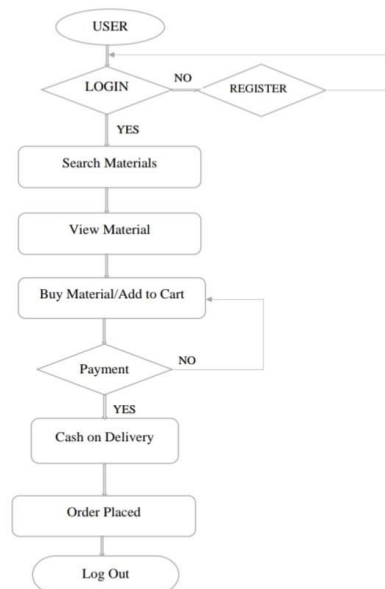 USER
LOGIN
NO
REGISTER
YES
Search Materials
View Material
Buy Material/Add to Cart
Payment
NO
YES
Cash on Delivery
Order Placed
Log Out